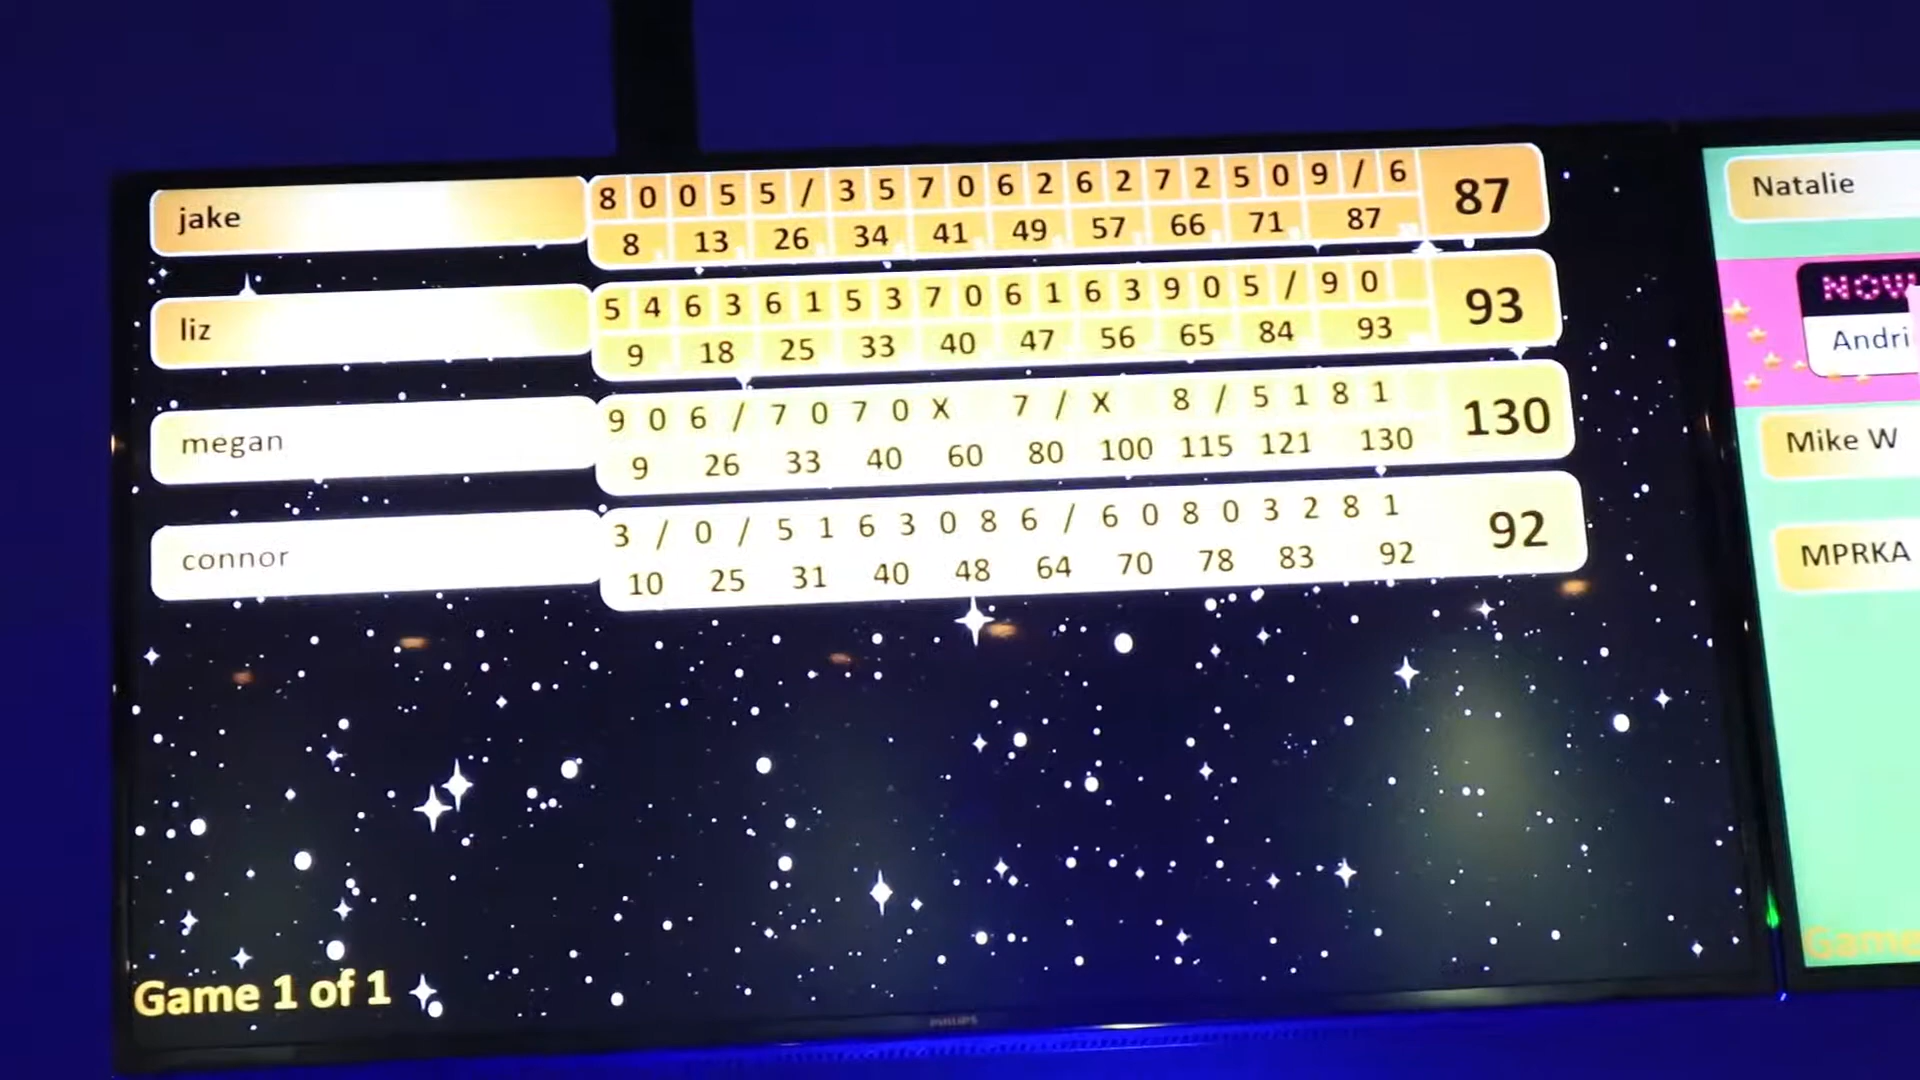 jake 8 0 0 5 5 / 3 5 7 0 6 2 6 2 7 2 5 0 9 / 6 87
8 13 26 34 41 49 57 66 71 87
liz 5 4 6 3 6 1 5 3 7 0 6 1 6 3 9 0 5 / 9 0 93
9 18 25 33 40 47 56 65 84 93
megan 9 0 6 / 7 0 7 0 X 7 / X 8 / 5 1 8 1 130
9 26 33 40 60 80 100 115 121 130
connor 3 / 0 / 5 1 6 3 0 8 6 / 6 0 8 0 3 2 8 1 92
10 25 31 40 48 64 70 78 83 92
Game 1 of 1
PHILIPS
Natalie
NOW
Andri
Mike W
MPRKA
Game